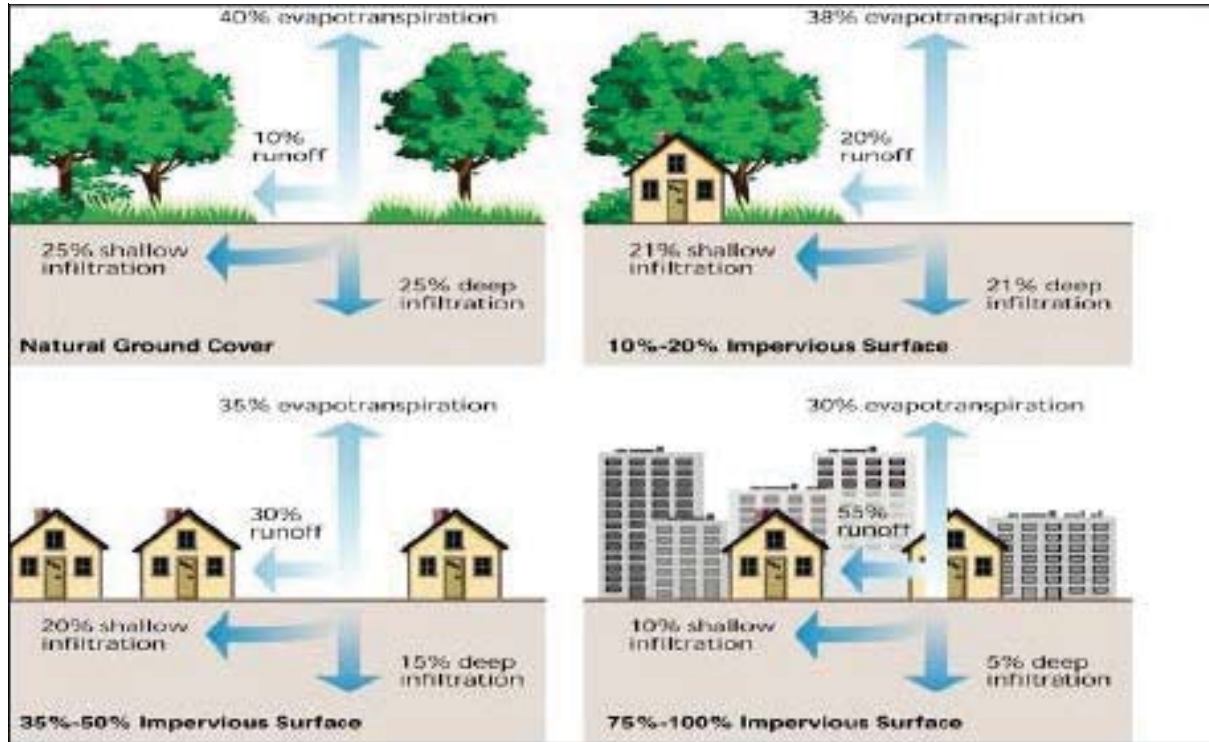 40% evapotranspiration
10%
runoff
25% shallow
infiltration
25% deep
infiltration
Natural Ground Cover
38% evapotranspiration
20%
runoff
21% shallow
infiltration
21% deep
infiltration
10%-20% Impervious Surface
35% evapotranspiration
30%
runoff
20% shallow
infiltration
15% deep
infiltration
35%-50% Impervious Surface
30% evapotranspiration
55%
runoff
10% shallow
infiltration
5% deep
infiltration
75%-100% Impervious Surface